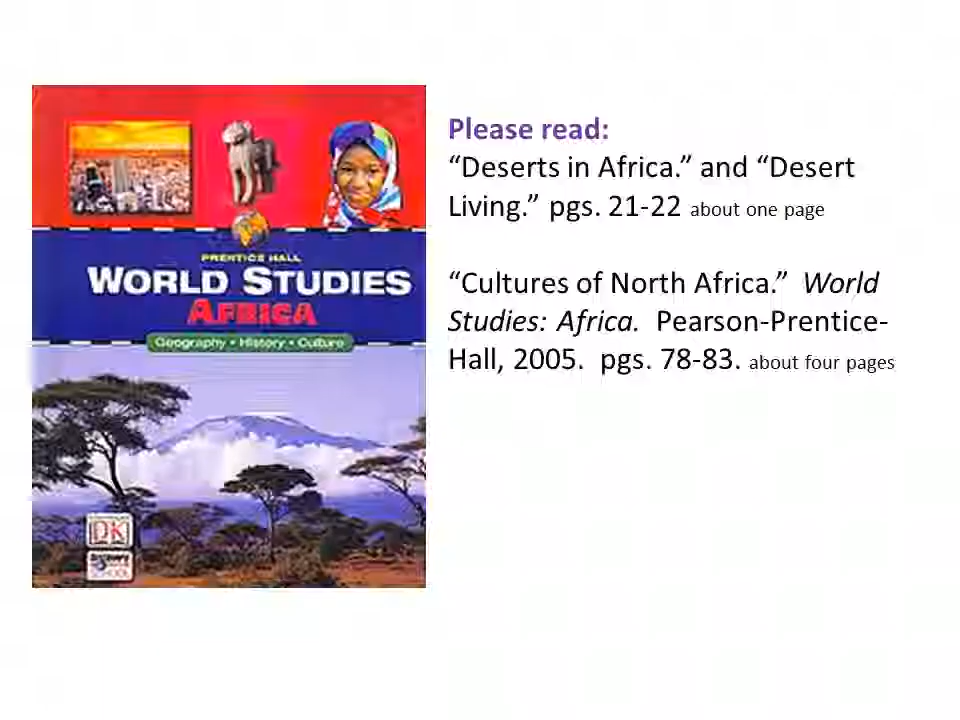 PRENTICE HALL
WORLD STUDIES
AFRICA
Geography • History • Culture
DK
Discovery
SCHOOL
Please read:
“Deserts in Africa.” and “Desert
Living.” pgs. 21-22 about one page
“Cultures of North Africa.” World
Studies: Africa. Pearson-Prentice-
Hall, 2005. pgs. 78-83. about four pages